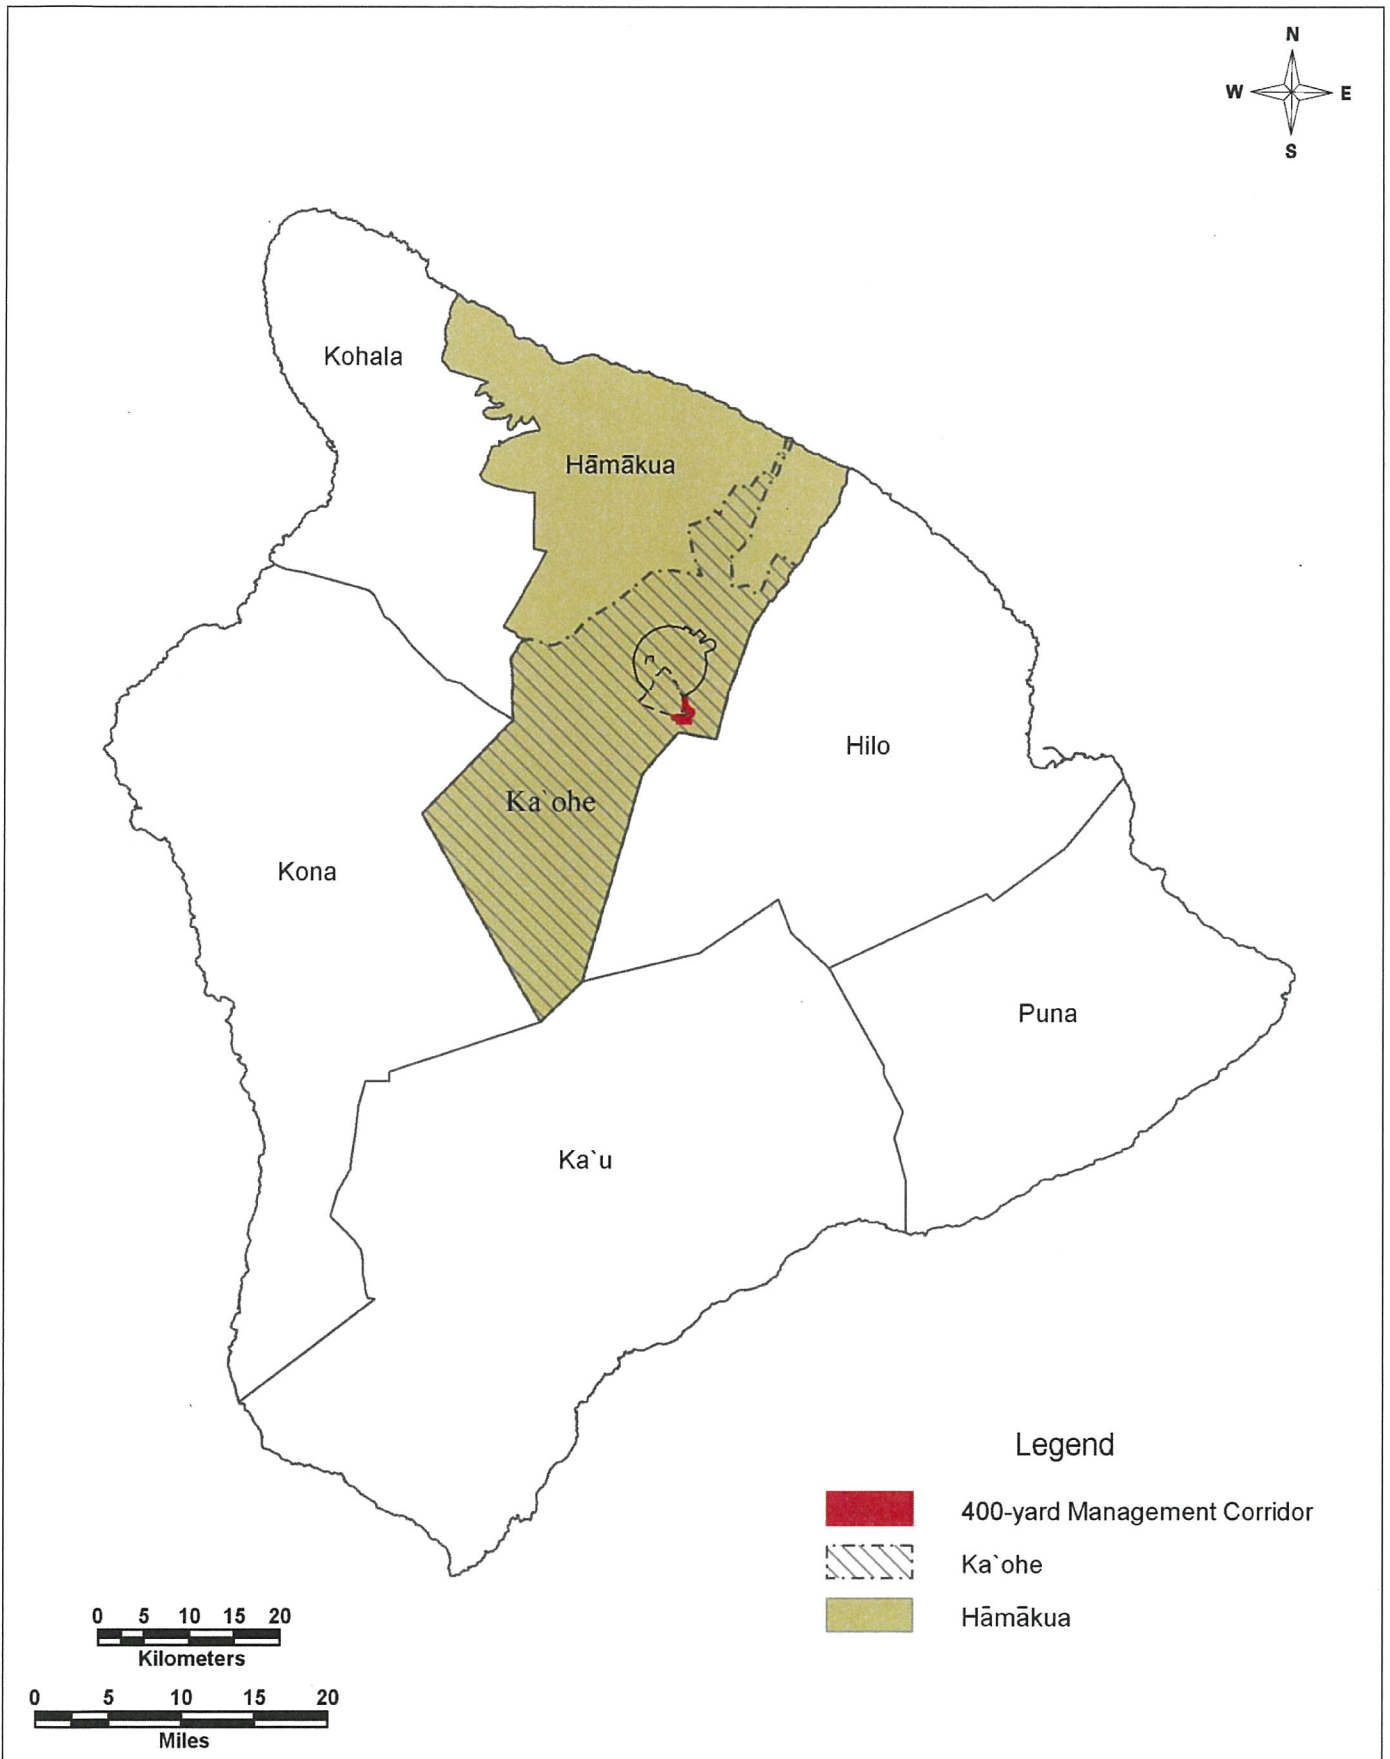 N
W E
S
Kohala
Hāmākua
Hilo
Ka`ohe
Kona
Puna
Ka`u
Legend
400-yard Management Corridor
Ka`ohe
Hāmākua
0 5 10 15 20
Kilometers
0 5 10 15 20
Miles